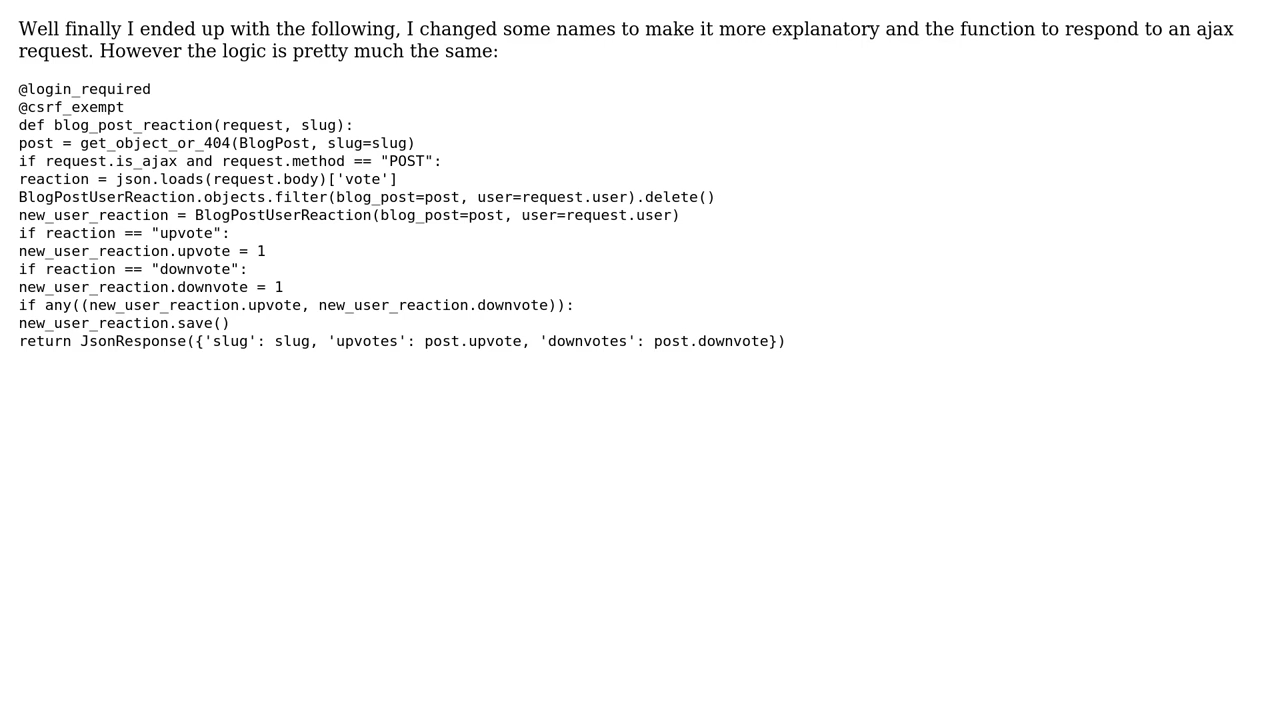 Well finally I ended up with the following, I changed some names to make it more explanatory and the function to respond to an ajax
request. However the logic is pretty much the same:
@login_required
@csrf_exempt
def blog_post_reaction(request, slug):
post = get_object_or_404(BlogPost, slug=slug)
if request.is_ajax and request.method == "POST":
reaction = json.loads(request.body)['vote']
BlogPostUserReaction.objects.filter(blog_post=post, user=request.user).delete()
new_user_reaction = BlogPostUserReaction(blog_post=post, user=request.user)
if reaction == "upvote":
new_user_reaction.upvote = 1
if reaction == "downvote":
new_user_reaction.downvote = 1
if any((new_user_reaction.upvote, new_user_reaction.downvote)):
new_user_reaction.save()
return JsonResponse({'slug': slug, 'upvotes': post.upvote, 'downvotes': post.downvote})